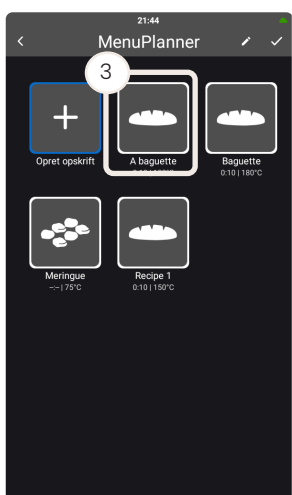 21:44
MenuPlanner
3
Opret opskrift
A baguette
Baguette
0:10 | 180°C
Meringue
--:-- | 75°C
Recipe 1
0:10 | 150°C